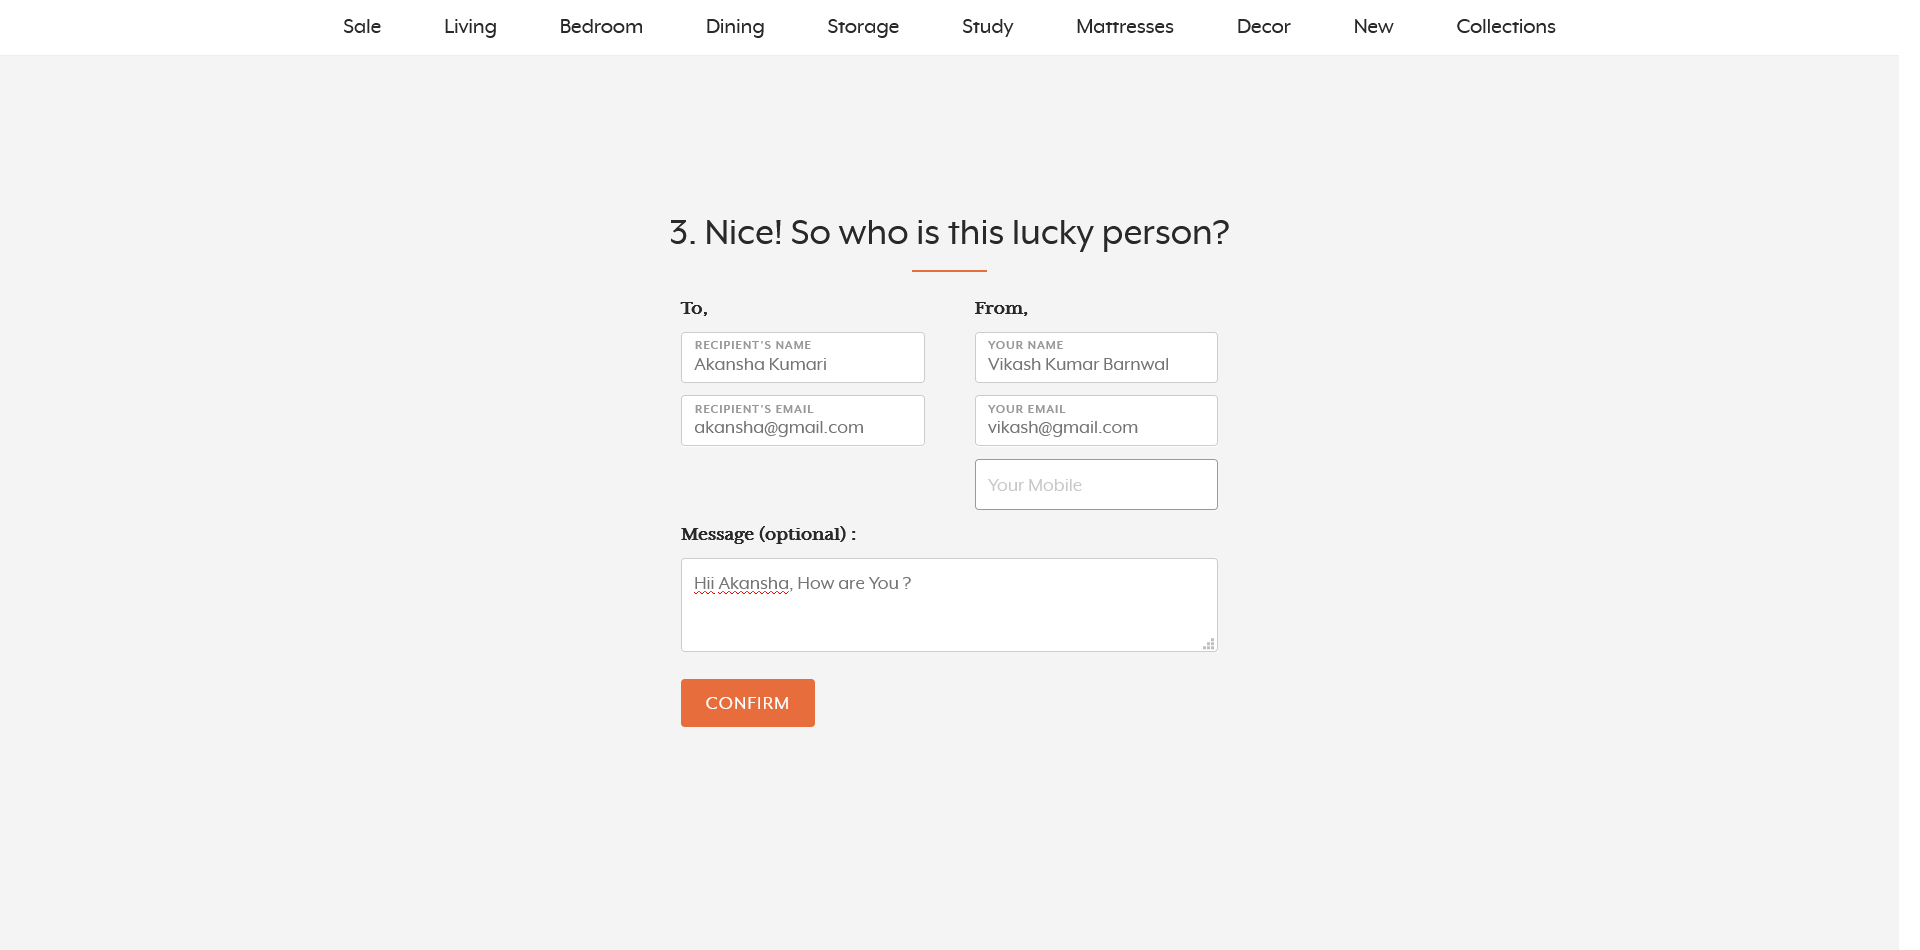 Sale Living Bedroom Dining Storage Study Mattresses Decor New Collections
3. Nice! So who is this lucky person?
To,
RECIPIENT'S NAME
Akansha Kumari
RECIPIENT'S EMAIL
akansha@gmail.com
From,
YOUR NAME
Vikash Kumar Barnwal
YOUR EMAIL
vikash@gmail.com
Your Mobile
Message (optional) :
Hii Akansha, How are You ?
CONFIRM